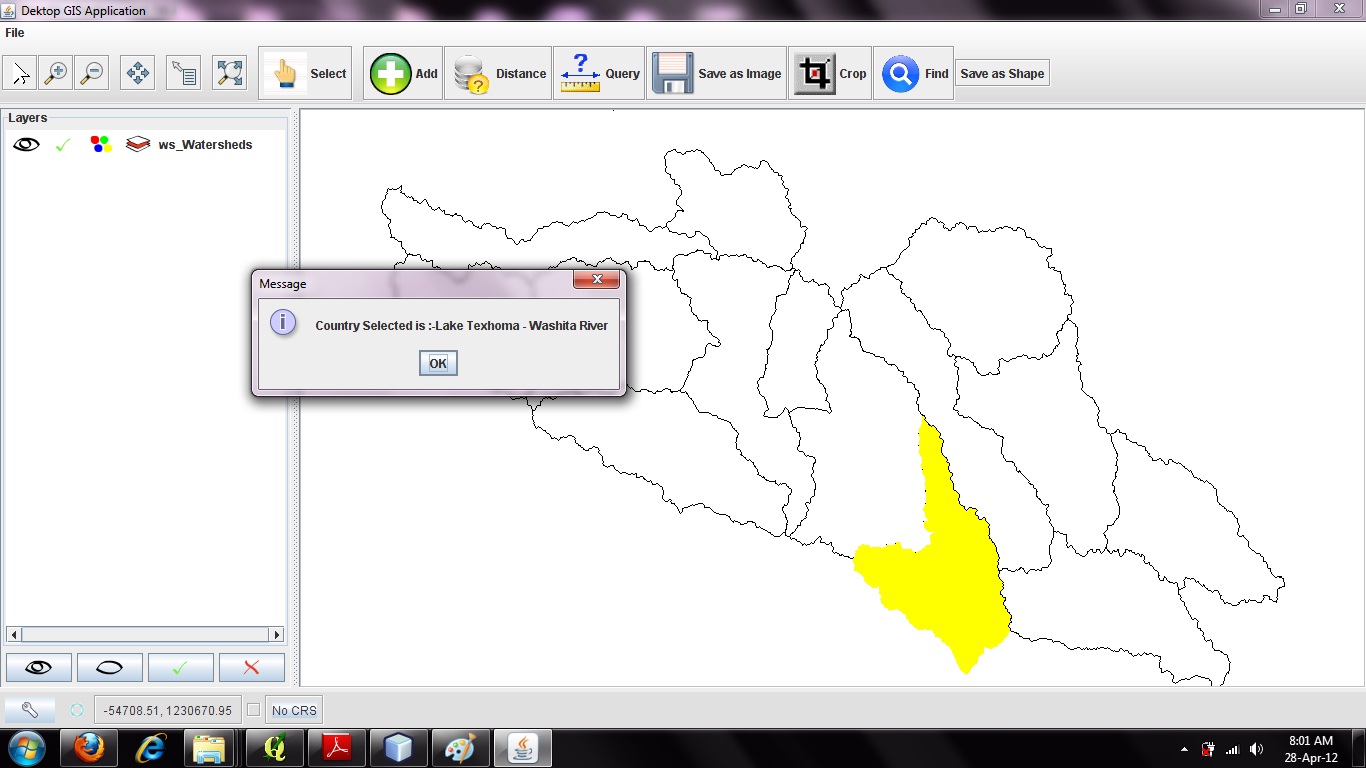 Dektop GIS Application
File
Select
Add
Distance
Query
Save as Image
Crop
Find
Save as Shape
Layers
ws_Watersheds
Message
Country Selected is :-Lake Texhoma - Washita River
OK
-54708.51, 1230670.95
No CRS
8:01 AM
28-Apr-12